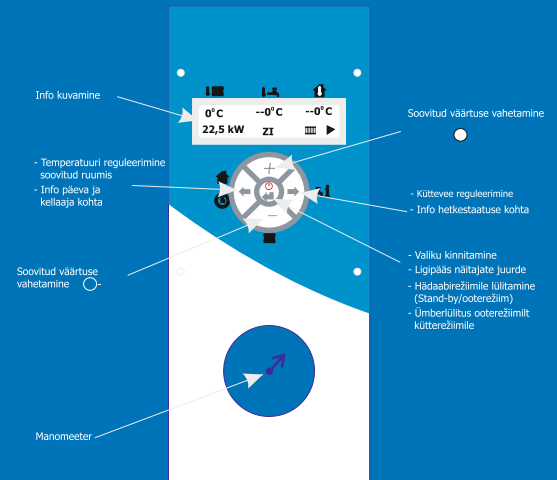 Info kuvamine
0°C --0°C --0°C
22,5 kW ZI
Soovitud väärtuse vahetamine
- Temperatuuri reguleerimine
soovitud ruumis
- Info päeva ja
kellaaja kohta
i
- Küttevee reguleerimine
- Info hetkestaatuse kohta
Soovitud väärtuse
vahetamine -
- Valiku kinnitamine
- Ligipääs näitajate juurde
- Hädaabirežiimile lülitamine
(Stand-by/ooterežiim)
- Ümberlülitus ooterežiimilt
kütterežiimile
Manomeeter